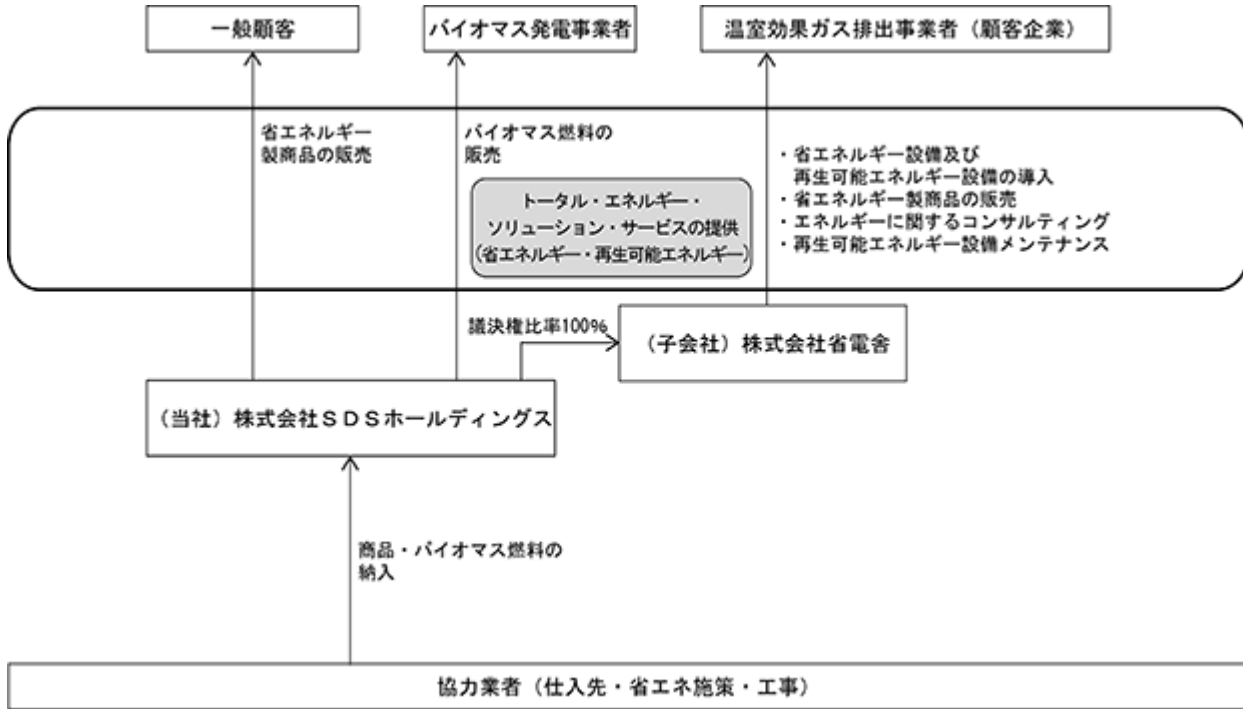 一般顧客
バイオマス発電事業者
温室効果ガス排出事業者（顧客企業）
省エネルギー
製商品の販売
バイオマス燃料の
販売
トータル・エネルギー・
ソリューション・サービスの提供
（省エネルギー・再生可能エネルギー）
・省エネルギー設備及び
再生可能エネルギー設備の導入
・省エネルギー製商品の販売
・エネルギーに関するコンサルティング
・再生可能エネルギー設備メンテナンス
議決権比率100%
（子会社）株式会社省電舎
（当社）株式会社ＳＤＳホールディングス
商品・バイオマス燃料の
納入
協力業者（仕入先・省エネ施策・工事）